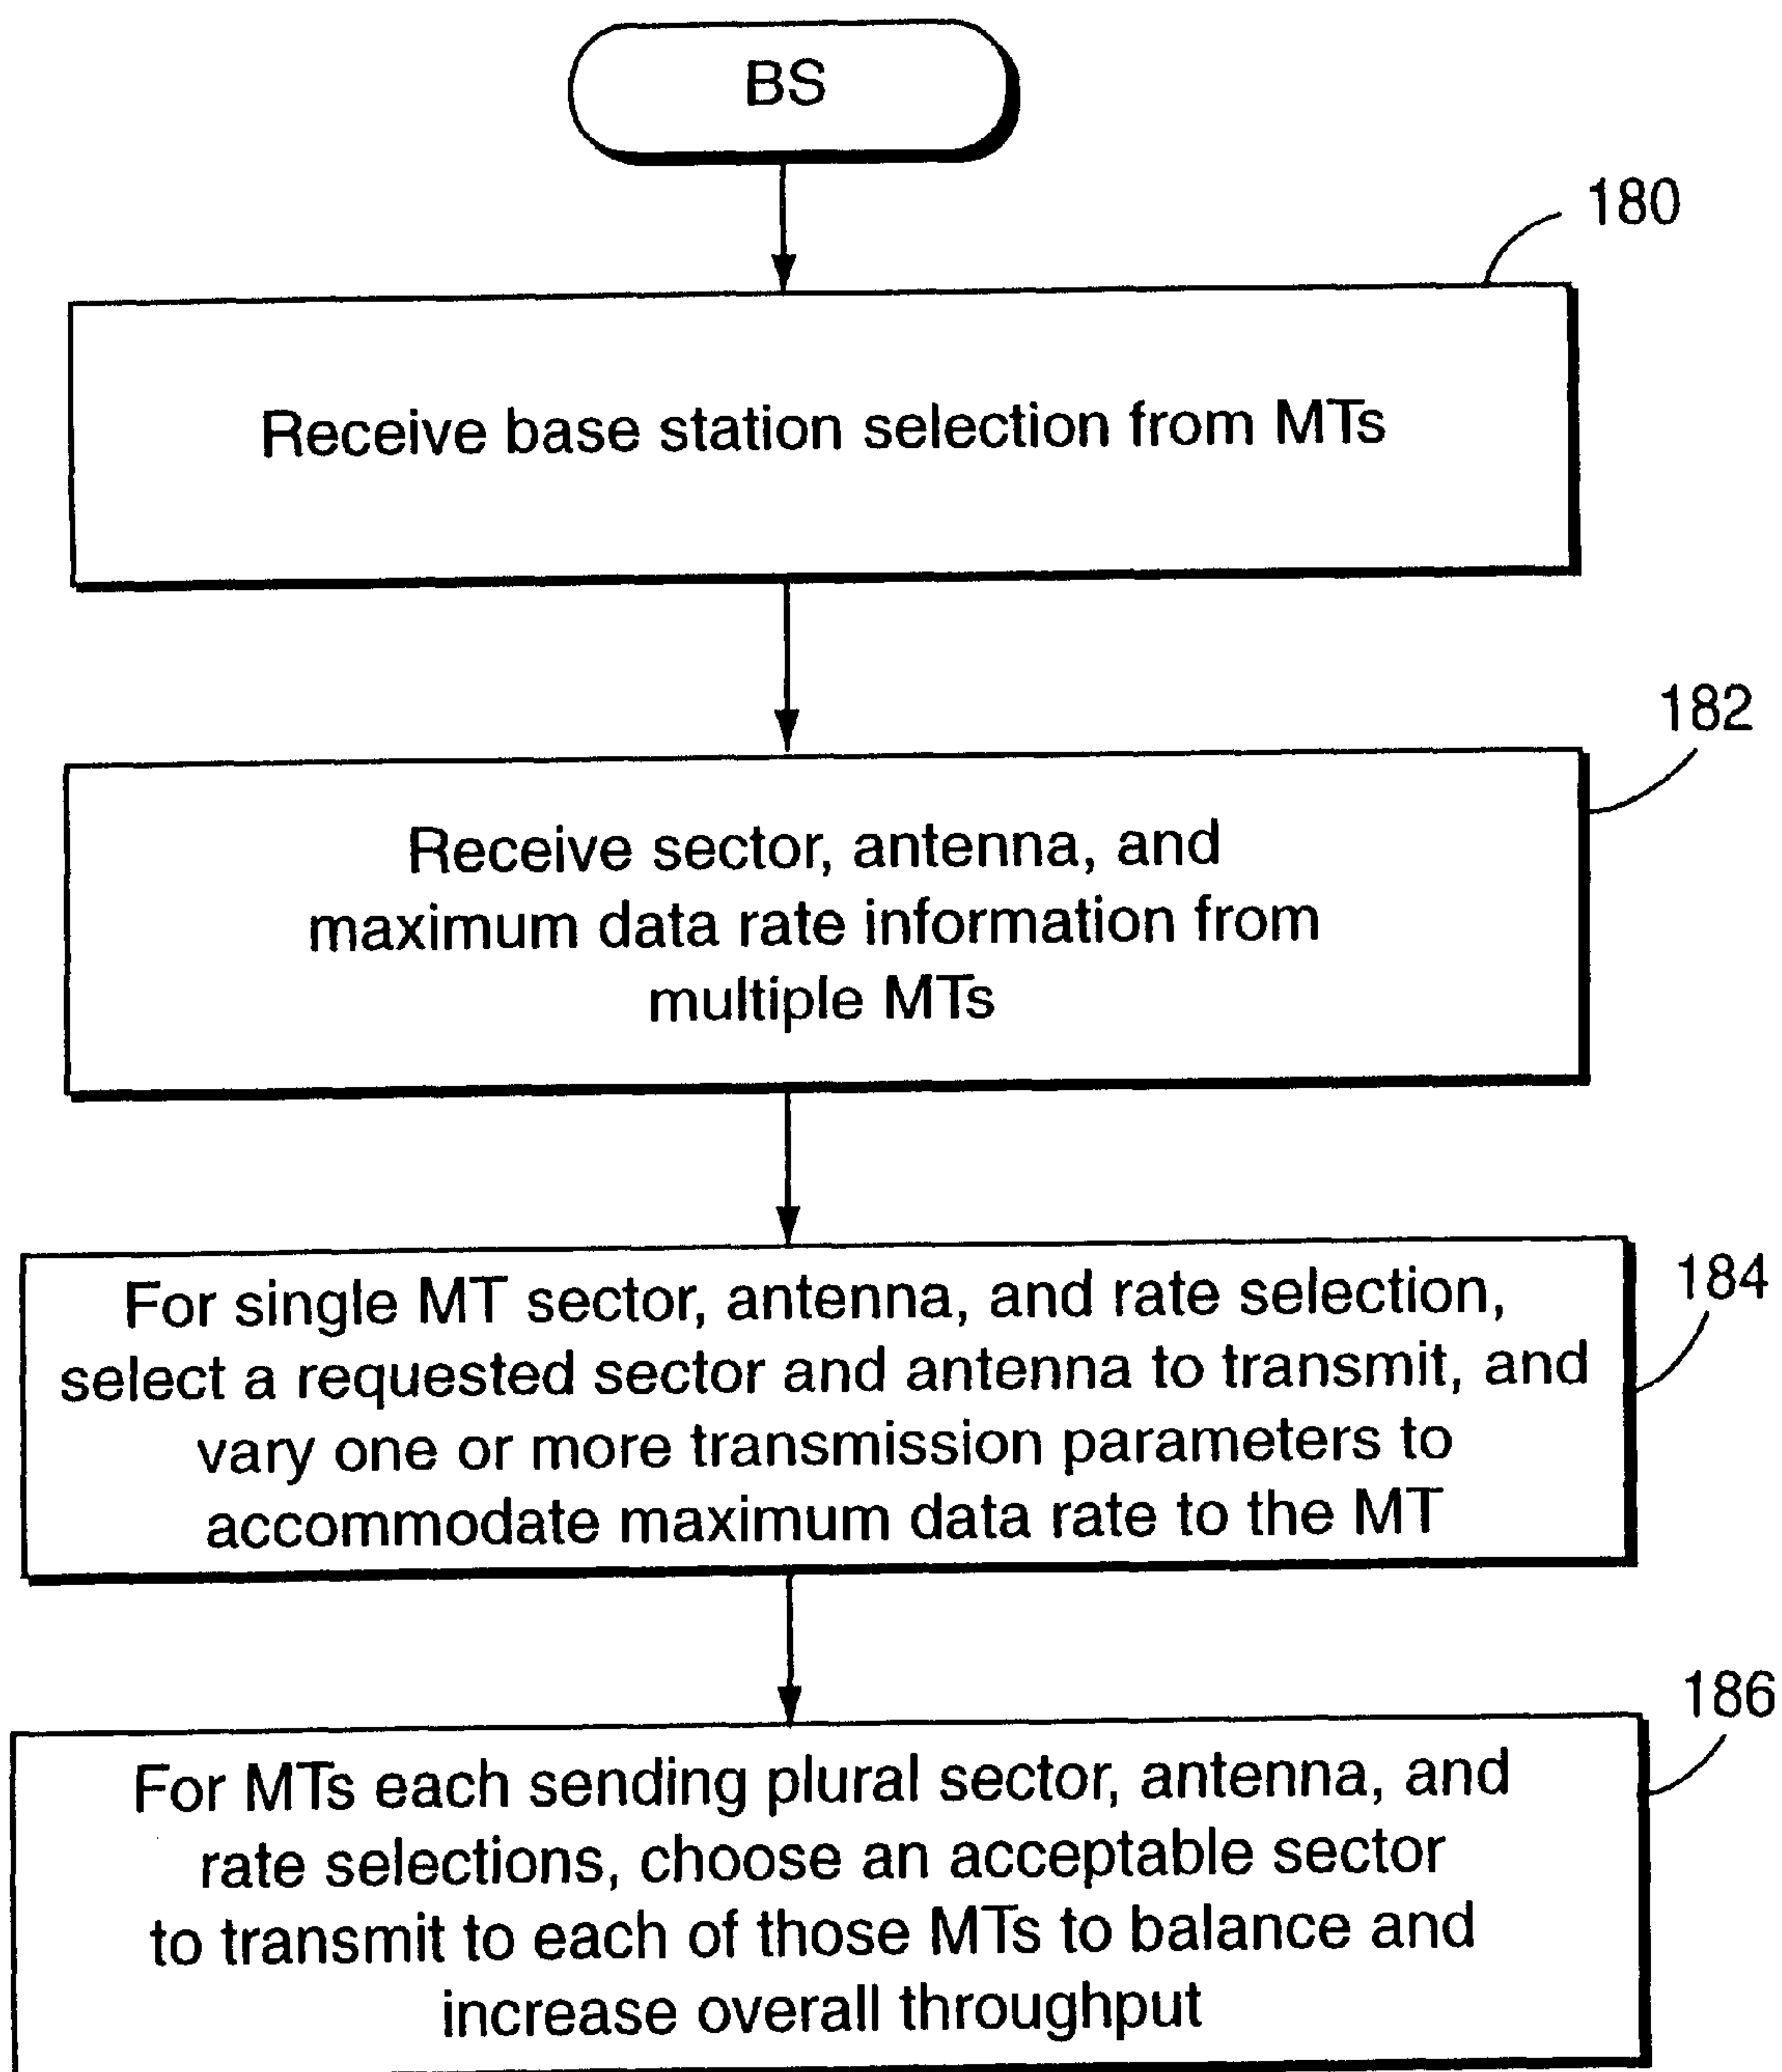 BS
180
Receive base station selection from MTs
182
Receive sector, antenna, and
maximum data rate information from
multiple MTs
184
For single MT sector, antenna, and rate selection,
select a requested sector and antenna to transmit, and
vary one or more transmission parameters to
accommodate maximum data rate to the MT
186
For MTs each sending plural sector, antenna, and
rate selections, choose an acceptable sector
to transmit to each of those MTs to balance and
increase overall throughput